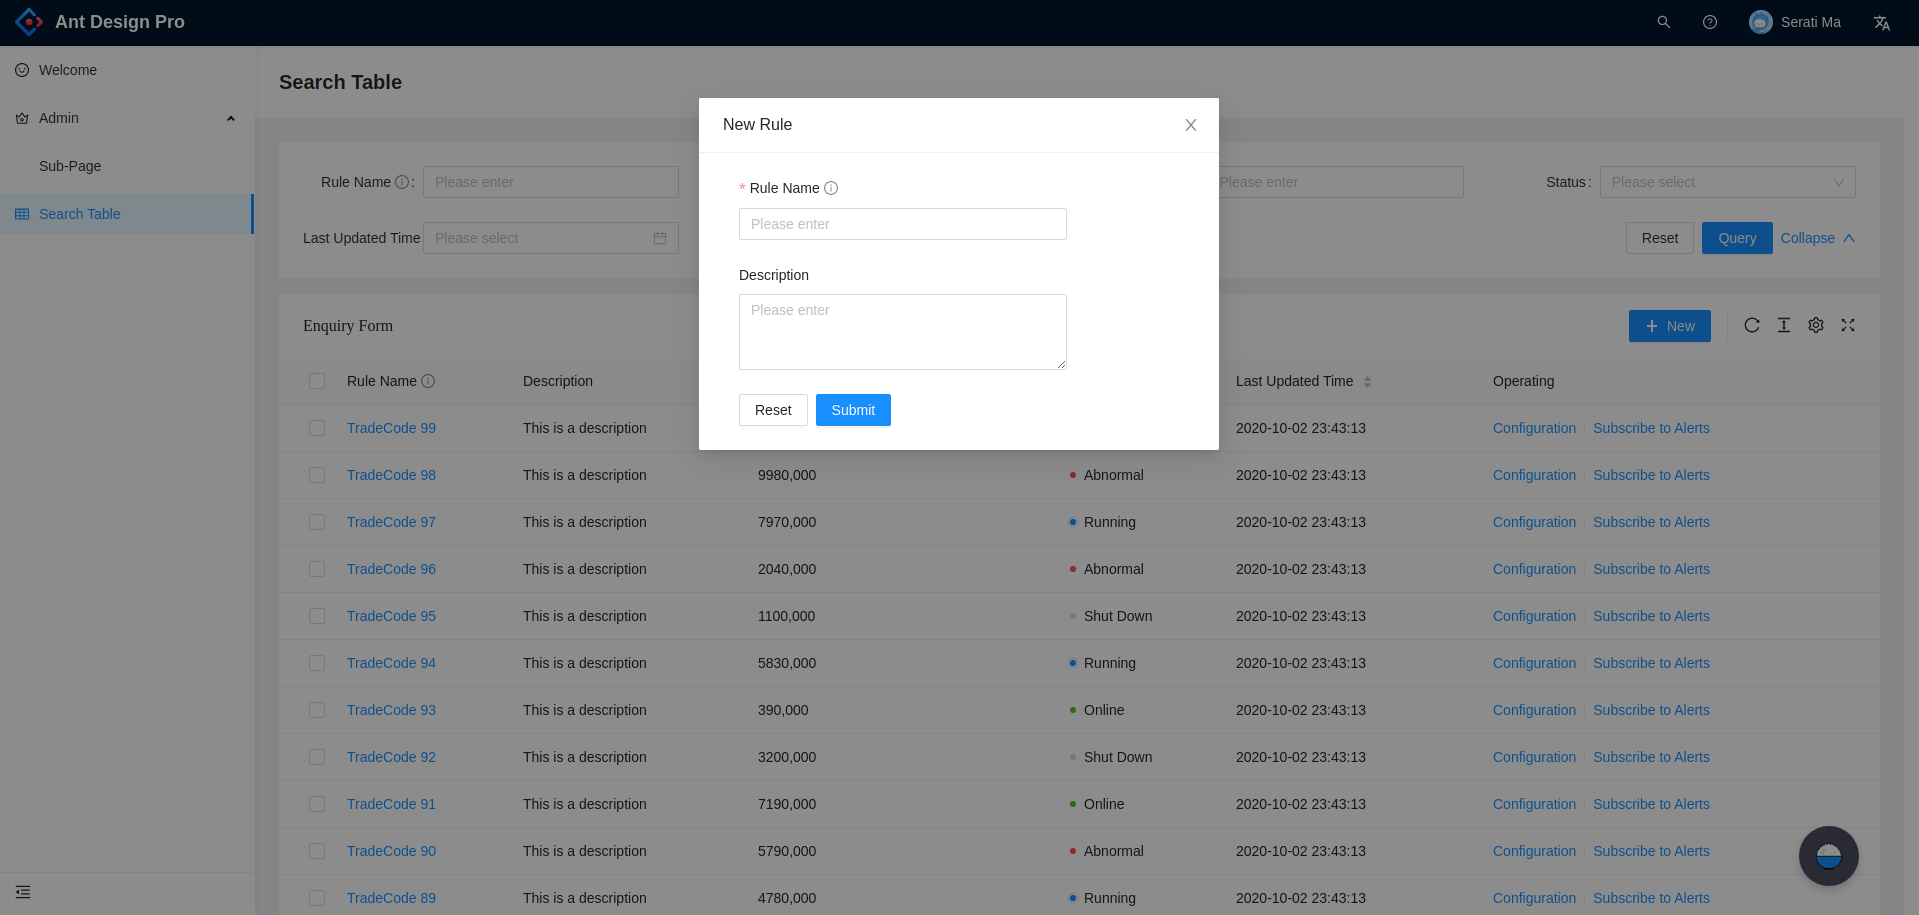 Ant Design Pro
Serati Ma
Welcome
Admin
Sub-Page
Search Table
Search Table
Rule Name :
Please enter
Please enter
Status :
Please select
Last Updated Time
Please select
Reset
Query
Collapse
New Rule
* Rule Name
Please enter
Description
Please enter
Reset
Submit
Enquiry Form
New
Rule Name Description Last Updated Time Operating
TradeCode 99 This is a description 2020-10-02 23:43:13 Configuration Subscribe to Alerts
TradeCode 98 This is a description 9980,000 Abnormal 2020-10-02 23:43:13 Configuration Subscribe to Alerts
TradeCode 97 This is a description 7970,000 Running 2020-10-02 23:43:13 Configuration Subscribe to Alerts
TradeCode 96 This is a description 2040,000 Abnormal 2020-10-02 23:43:13 Configuration Subscribe to Alerts
TradeCode 95 This is a description 1100,000 Shut Down 2020-10-02 23:43:13 Configuration Subscribe to Alerts
TradeCode 94 This is a description 5830,000 Running 2020-10-02 23:43:13 Configuration Subscribe to Alerts
TradeCode 93 This is a description 390,000 Online 2020-10-02 23:43:13 Configuration Subscribe to Alerts
TradeCode 92 This is a description 3200,000 Shut Down 2020-10-02 23:43:13 Configuration Subscribe to Alerts
TradeCode 91 This is a description 7190,000 Online 2020-10-02 23:43:13 Configuration Subscribe to Alerts
TradeCode 90 This is a description 5790,000 Abnormal 2020-10-02 23:43:13 Configuration Subscribe to Alerts
TradeCode 89 This is a description 4780,000 Running 2020-10-02 23:43:13 Configuration Subscribe to Alerts